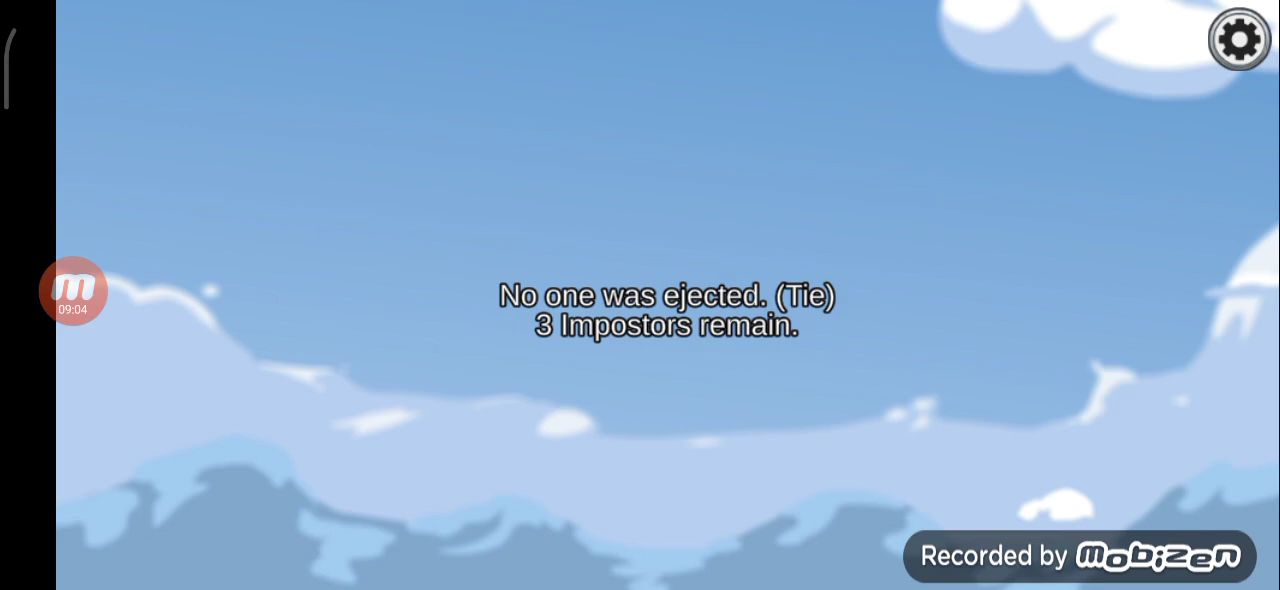 No one was ejected. (Tie)
3 Impostors remain.
m
09:04
Recorded by mobizen